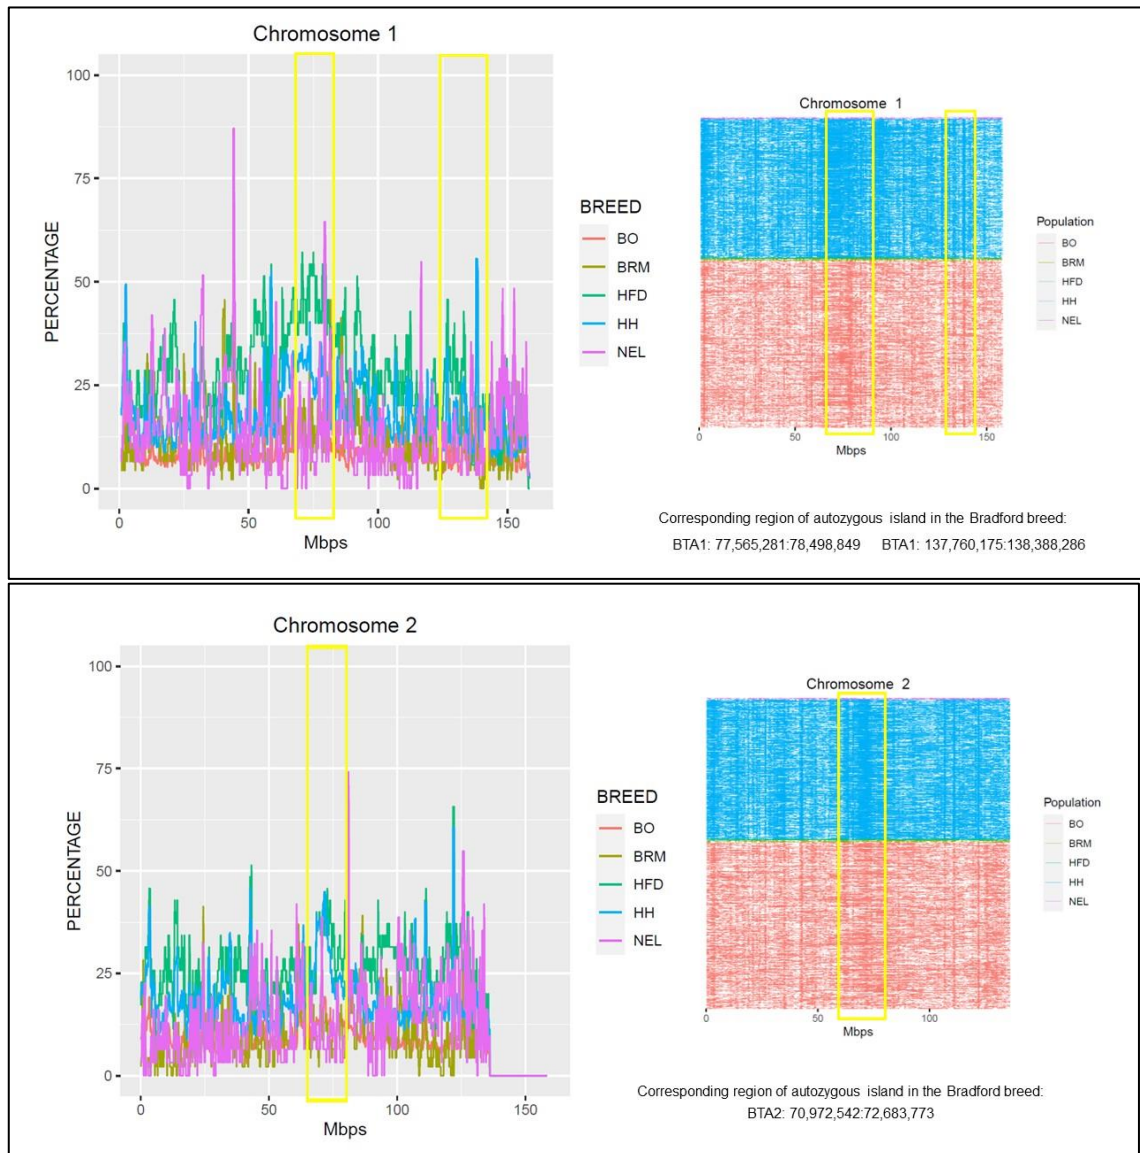 Chromosome 1
100
75
50
25
0
PERCENTAGE
0 50 100 150
Mbps
BREED
BO
BRM
HFD
HH
NEL
Chromosome 1
0 50 100 150
Mbps
Population
BO
BRM
HFD
HH
NEL
Corresponding region of autozygous island in the Bradford breed:
BTA1: 77,565,281:78,498,849 BTA1: 137,760,175:138,388,286
Chromosome 2
100
75
50
25
0
PERCENTAGE
0 50 100 150
Mbps
BREED
BO
BRM
HFD
HH
NEL
Chromosome 2
0 50 100
Mbps
Population
BO
BRM
HFD
HH
NEL
Corresponding region of autozygous island in the Bradford breed:
BTA2: 70,972,542:72,683,773